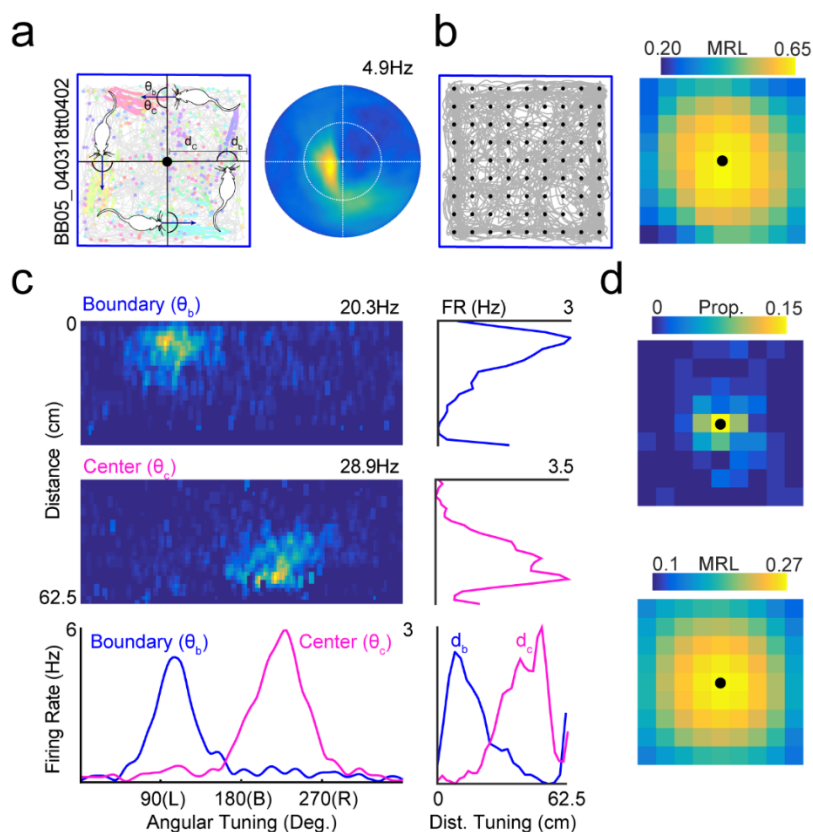 a
BB05_040318ttt0402
θb
θc
dc
db
4.9Hz
b
0.20 MRL 0.65
c
Boundary (θb) 20.3Hz
0
FR (Hz) 3
Distance (cm)
Center (θc) 28.9Hz
3.5
62.5
6
Firing Rate (Hz)
Boundary (θb) Center (θc)
90(L) 180(B) 270(R)
Angular Tuning (Deg.)
3
db dc
0 62.5
Dist. Tuning (cm)
d
0 Prop. 0.15
0.1 MRL 0.27